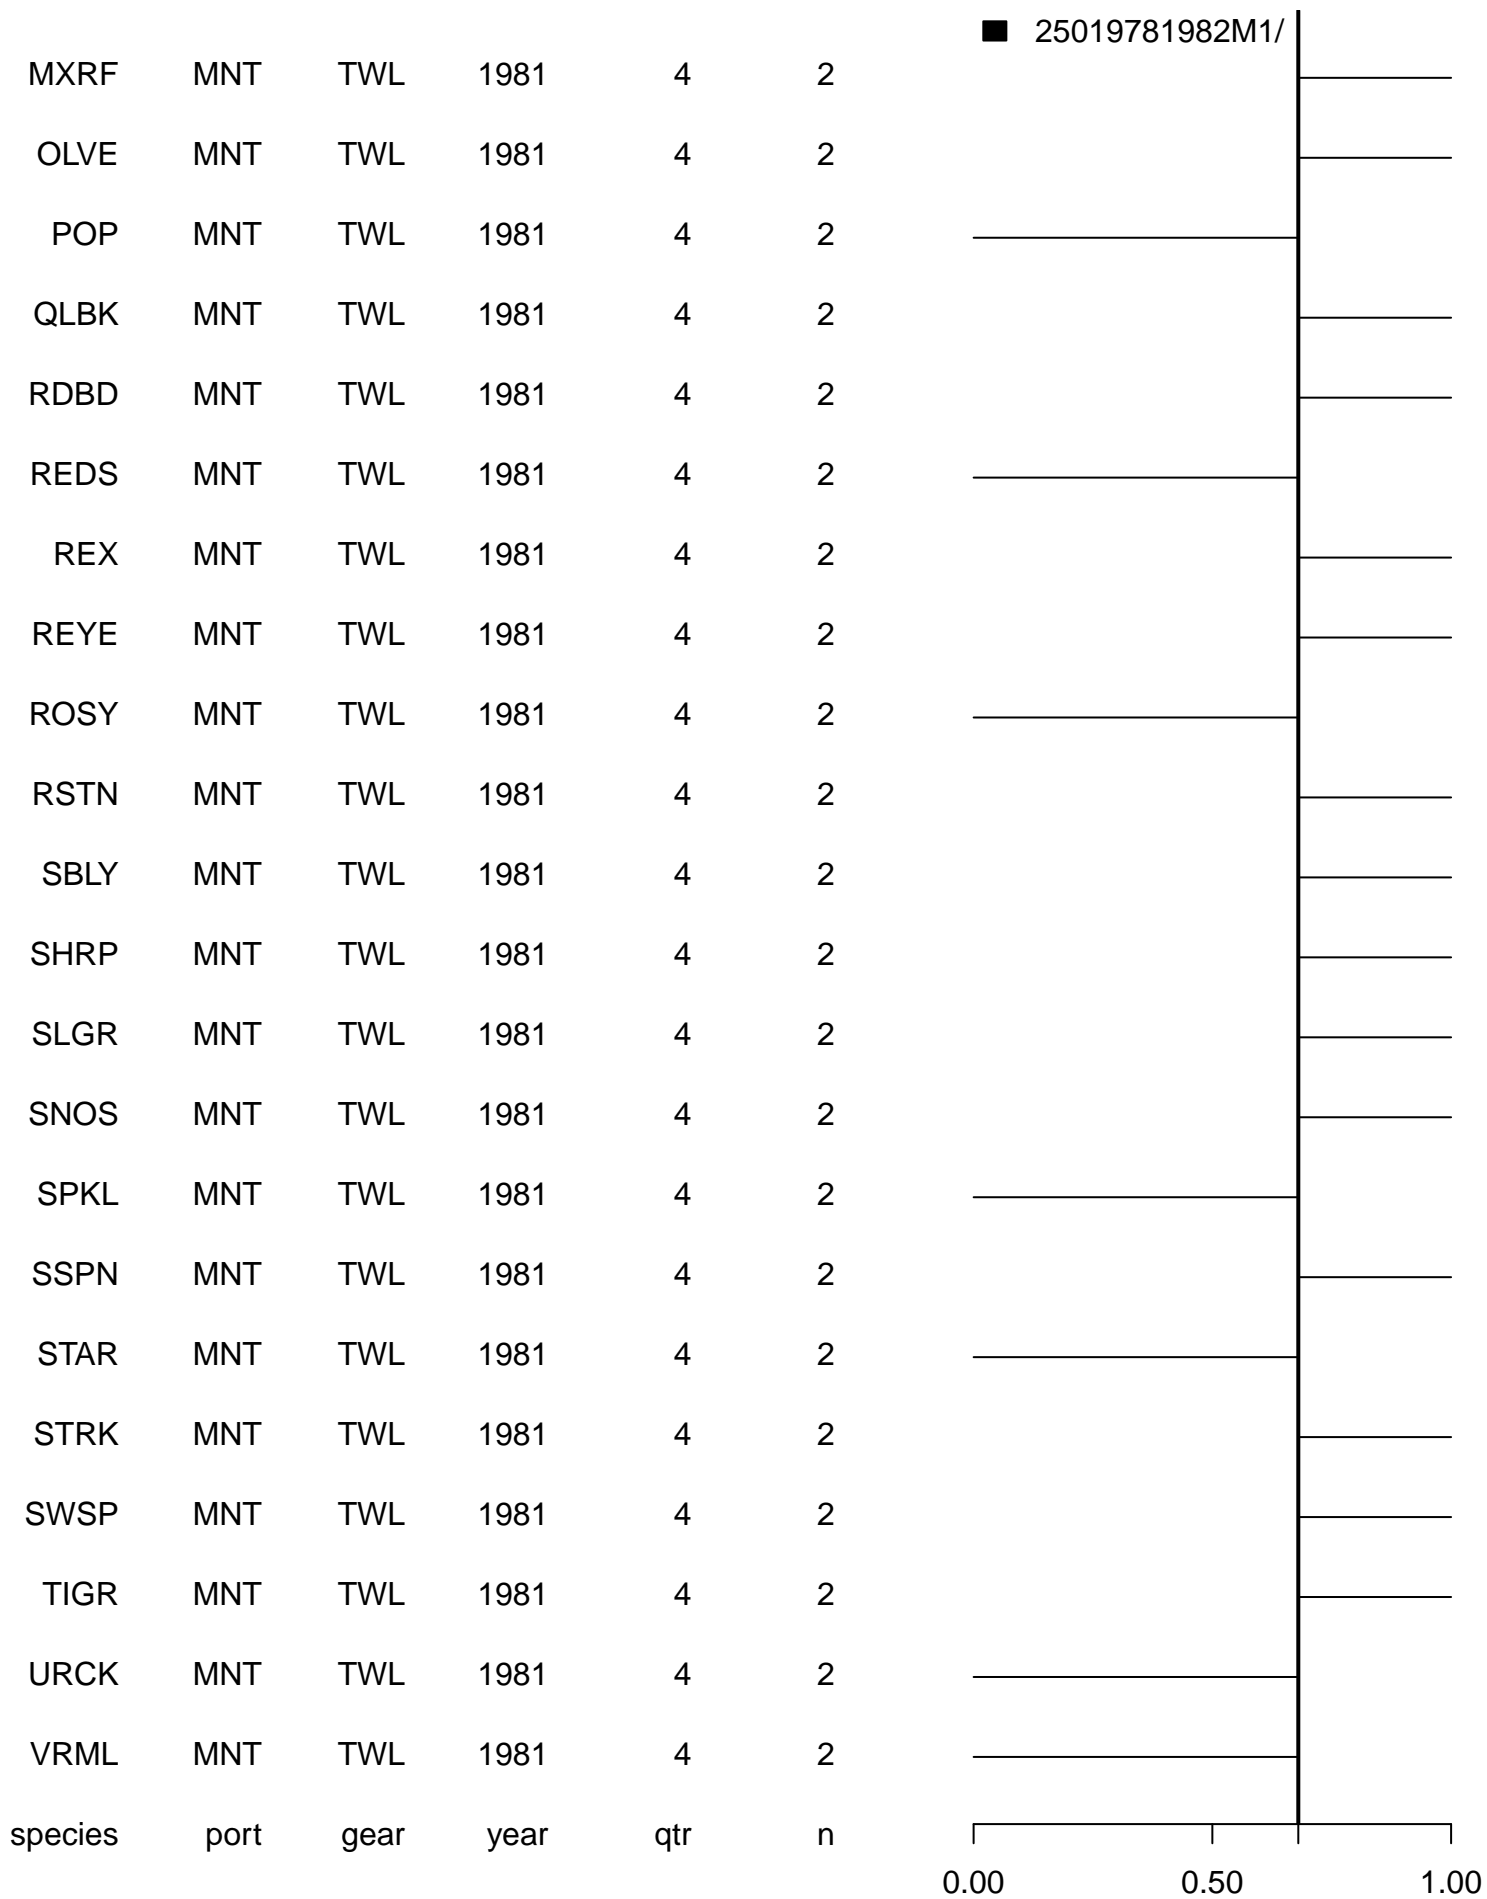 25019781982M1/
MXRF MNT TWL 1981 4 2
OLVE MNT TWL 1981 4 2
POP MNT TWL 1981 4 2
QLBK MNT TWL 1981 4 2
RDBD MNT TWL 1981 4 2
REDS MNT TWL 1981 4 2
REX MNT TWL 1981 4 2
REYE MNT TWL 1981 4 2
ROSY MNT TWL 1981 4 2
RSTN MNT TWL 1981 4 2
SBLY MNT TWL 1981 4 2
SHRP MNT TWL 1981 4 2
SLGR MNT TWL 1981 4 2
SNOS MNT TWL 1981 4 2
SPKL MNT TWL 1981 4 2
SSPN MNT TWL 1981 4 2
STAR MNT TWL 1981 4 2
STRK MNT TWL 1981 4 2
SWSP MNT TWL 1981 4 2
TIGR MNT TWL 1981 4 2
URCK MNT TWL 1981 4 2
VRML MNT TWL 1981 4 2
species port gear year qtr n
0.00 0.50 1.00